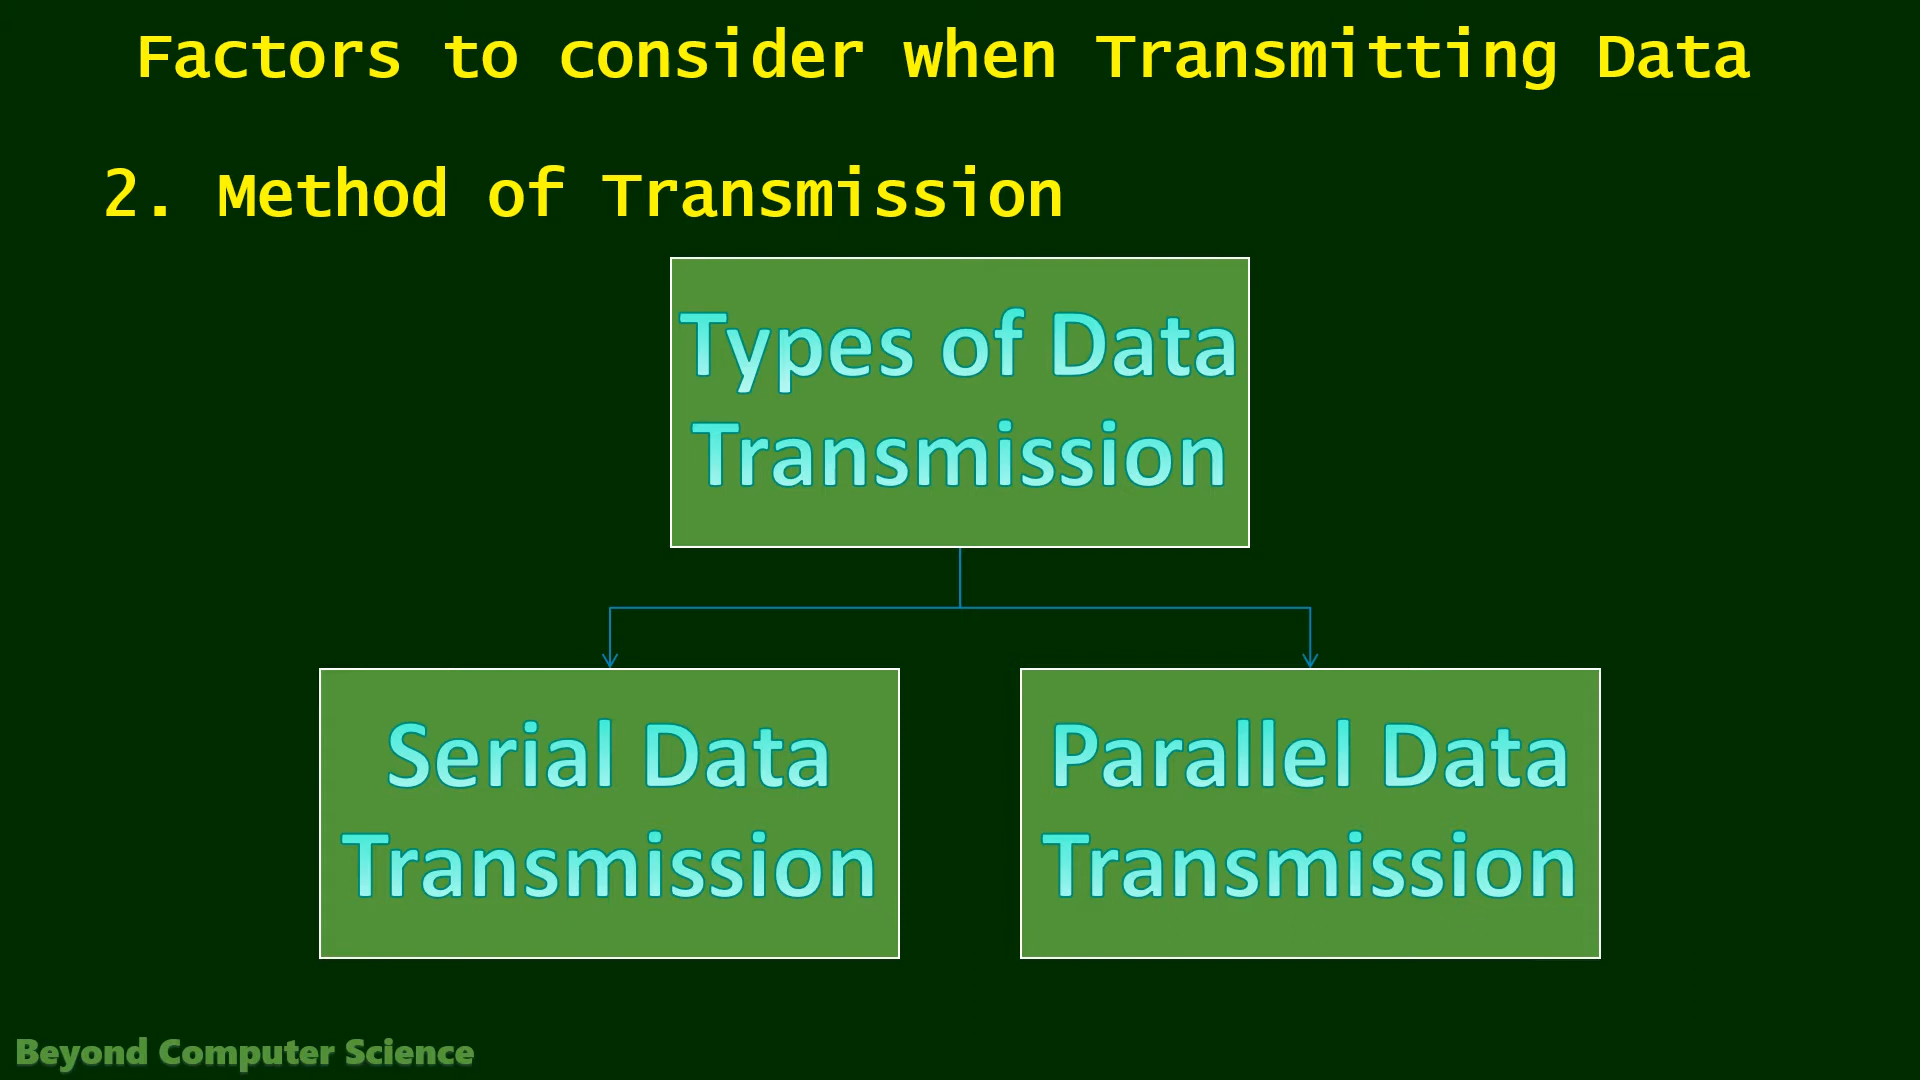 Factors to consider when Transmitting Data
2. Method of Transmission
Types of Data
Transmission
Serial Data
Transmission
Parallel Data
Transmission
Beyond Computer Science